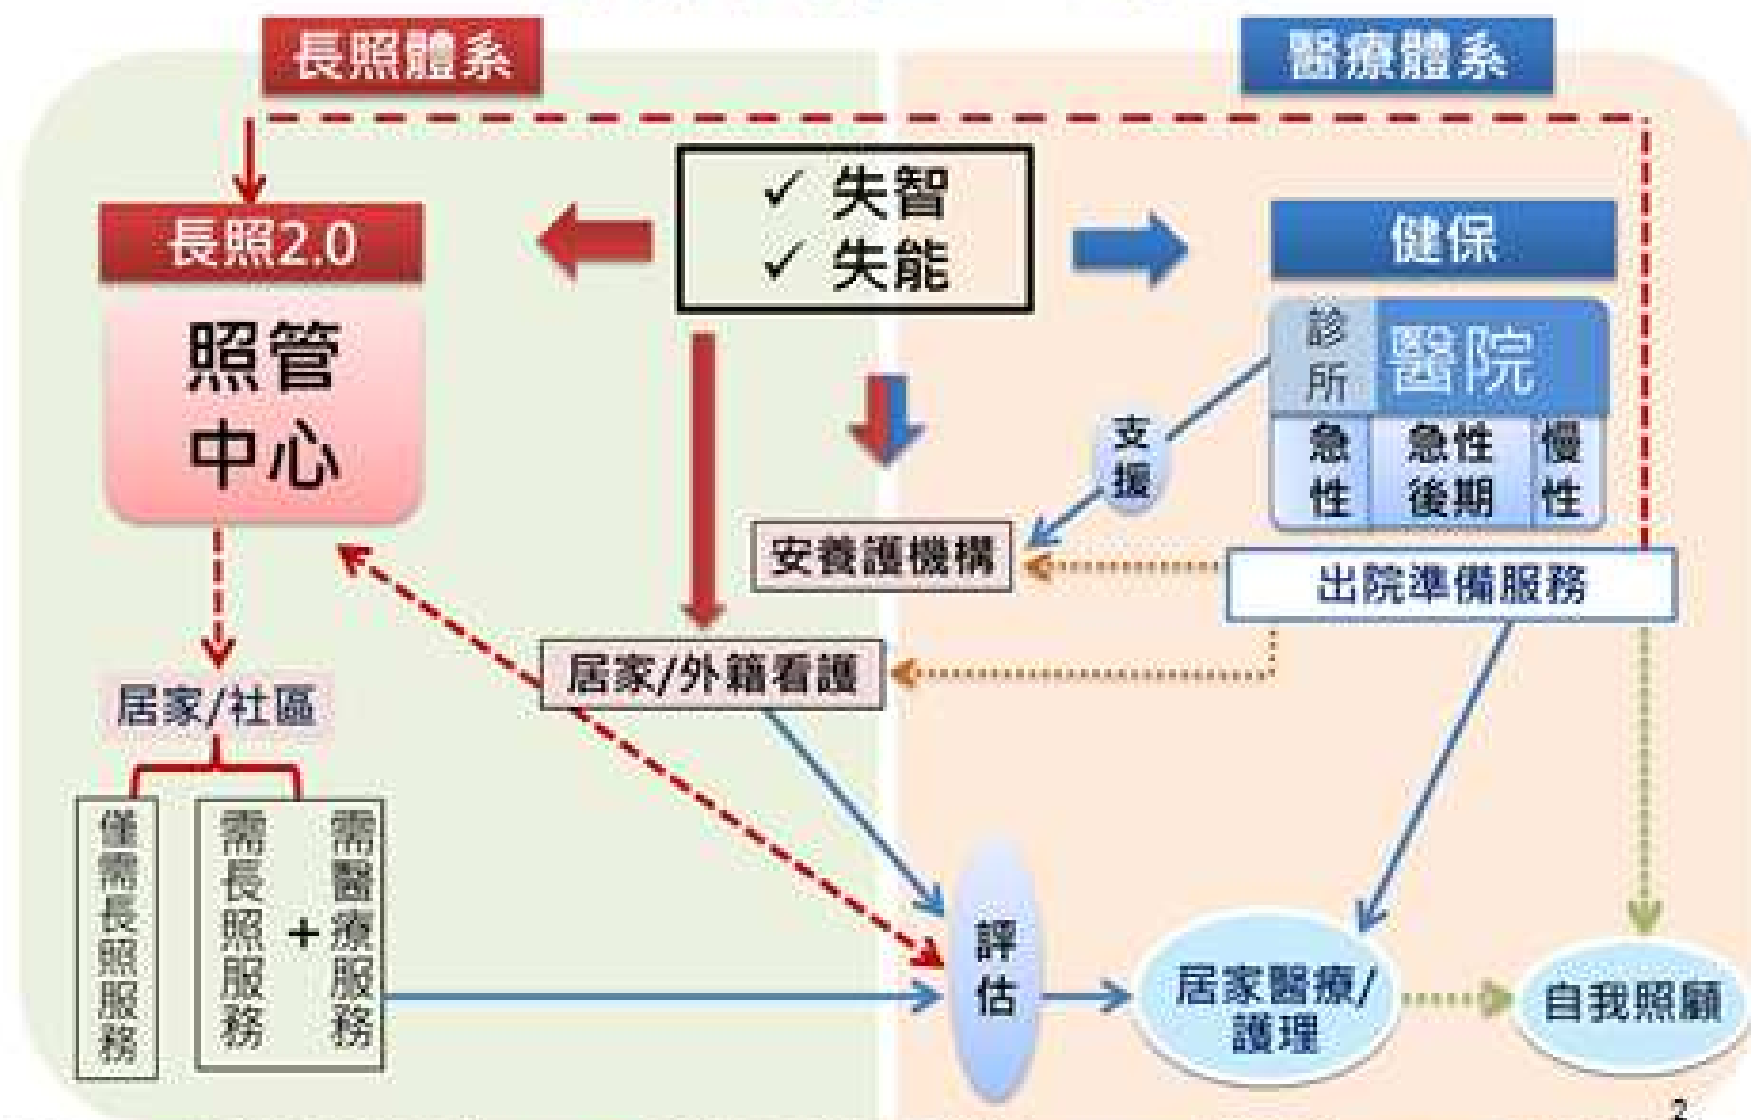 長照體系
醫療體系
✓ 失智
✓ 失能
長照2.0
照管
中心
健保
診所
醫院
急性
急性
後期
慢性
支援
安養護機構
出院準備服務
居家/外籍看護
居家/社區
僅需長照服務
需長照服務
+
需醫療服務
評估
居家醫療/
護理
自我照顧
2